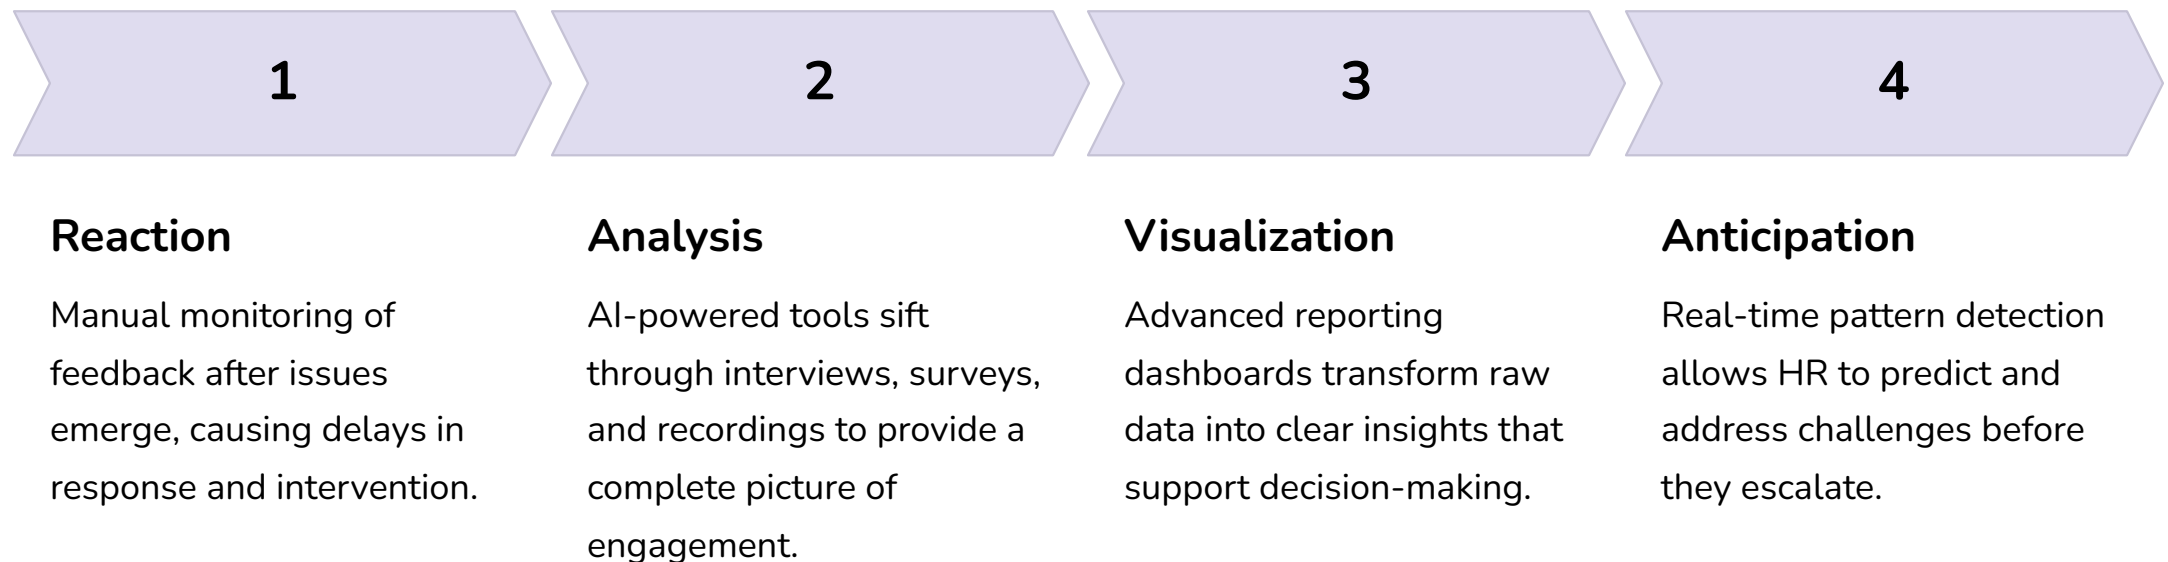 1
2
3
4
Reaction
Manual monitoring of
feedback after issues
emerge, causing delays in
response and intervention.
Analysis
AI-powered tools sift
through interviews, surveys,
and recordings to provide a
complete picture of
engagement.
Visualization
Advanced reporting
dashboards transform raw
data into clear insights that
support decision-making.
Anticipation
Real-time pattern detection
allows HR to predict and
address challenges before
they escalate.